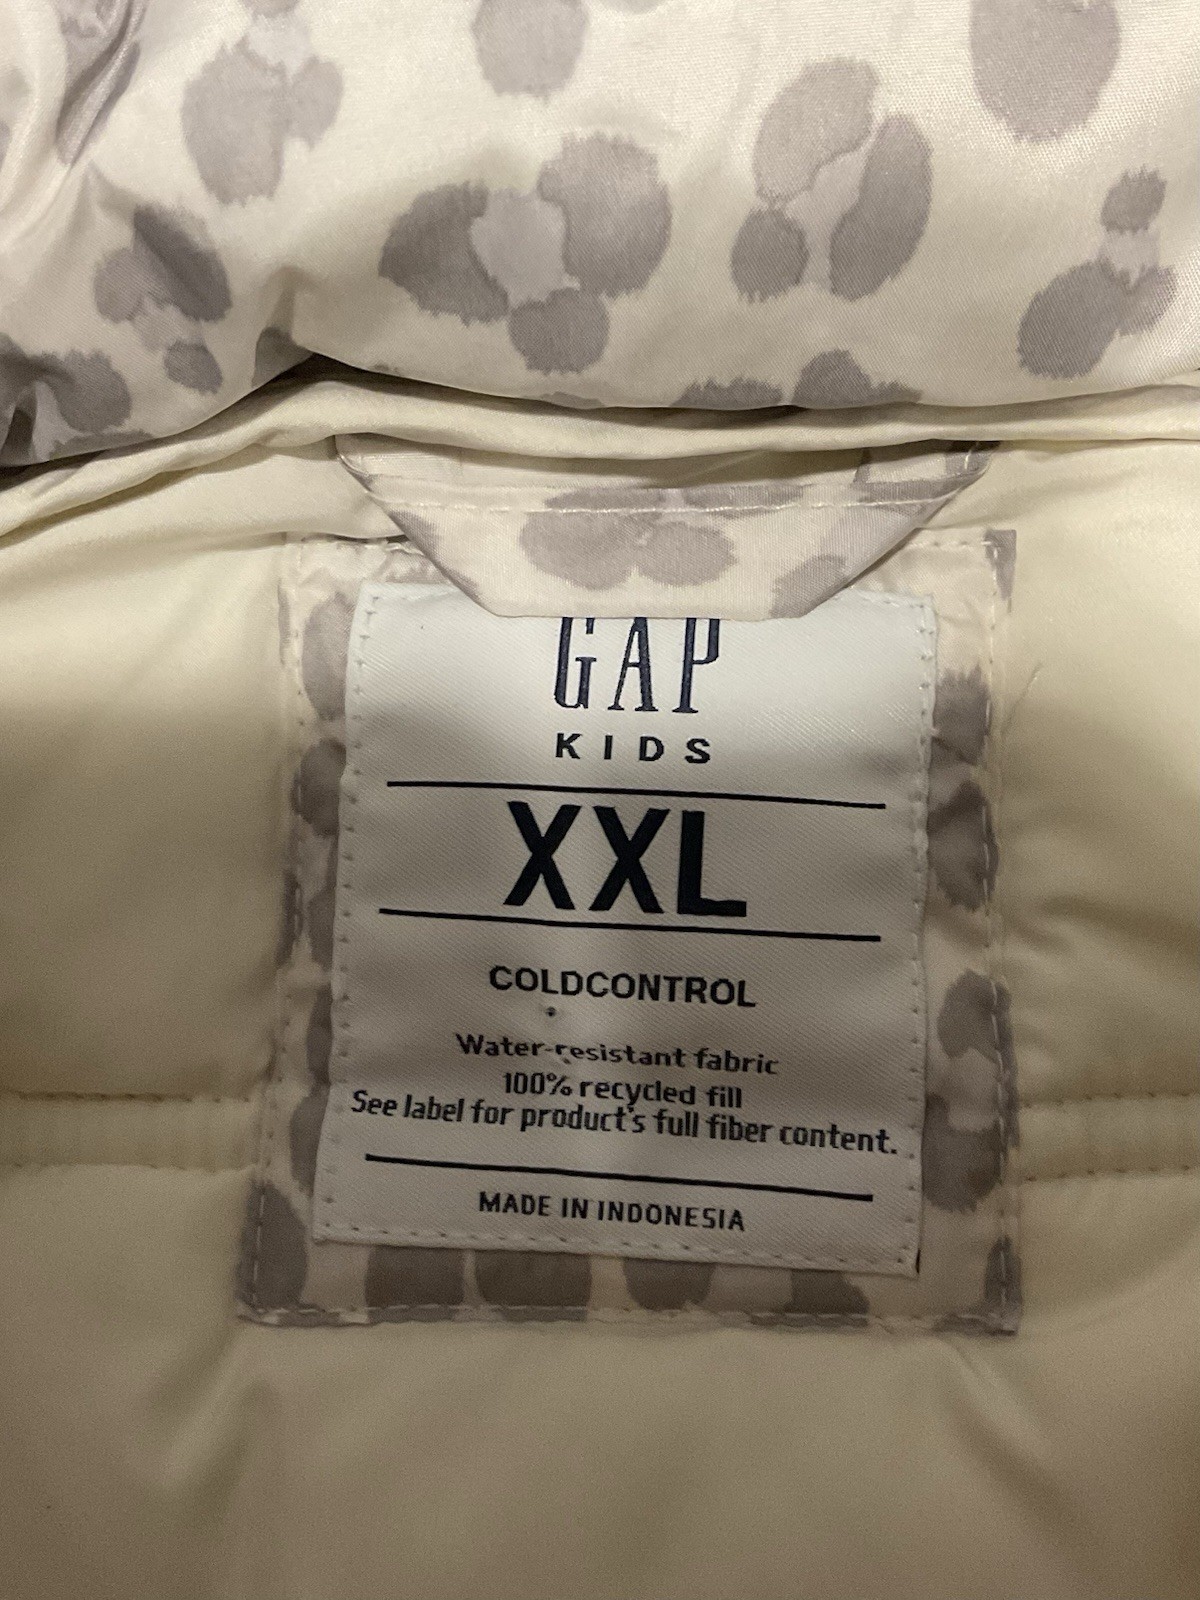 GAP
KIDS
XXL
COLDCONTROL
Water-resistant fabric
100% recycled fill
See label for product's full fiber content.
MADE IN INDONESIA